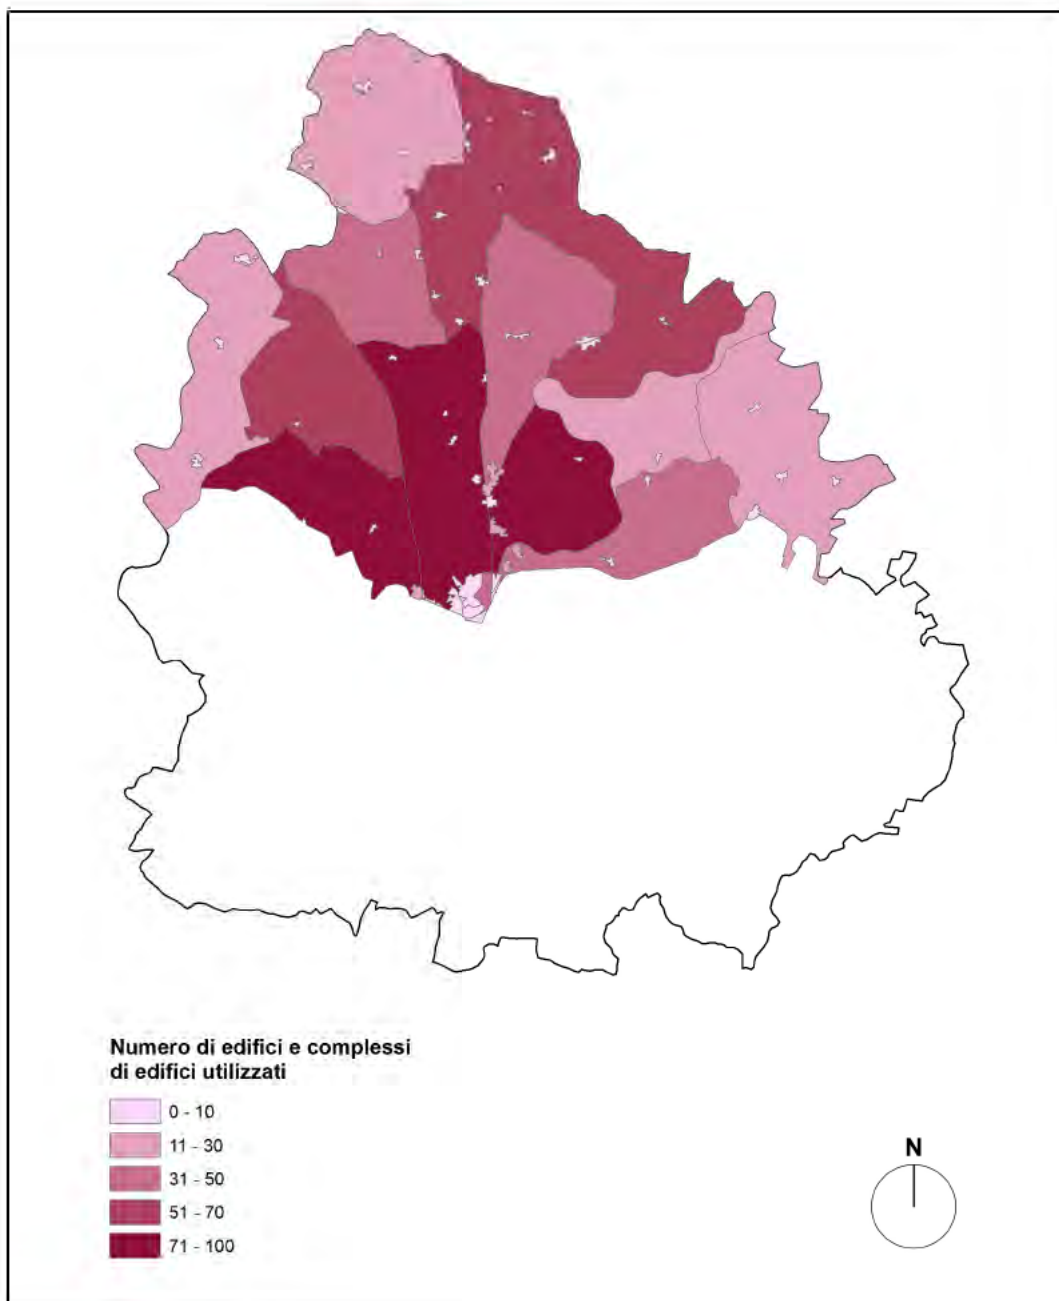 Numero di edifici e complessi
di edifici utilizzati
0 - 10
11 - 30
31 - 50
51 - 70
71 - 100
N